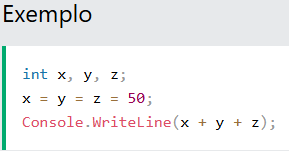 Exemplo
int x, y, z;
x = y = z = 50;
Console.WriteLine(x + y + z);